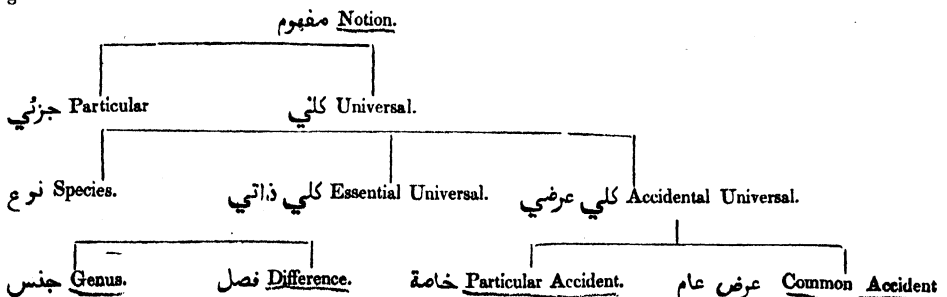 مفهوم Notion.
جزئي Particular كلي Universal.
نوع Species. كلي ذاتي Essential Universal. كلي عرضي Accidental Universal.
جنس Genus. فصل Difference. خاصة Particular Accident. عرض عام Common Accident